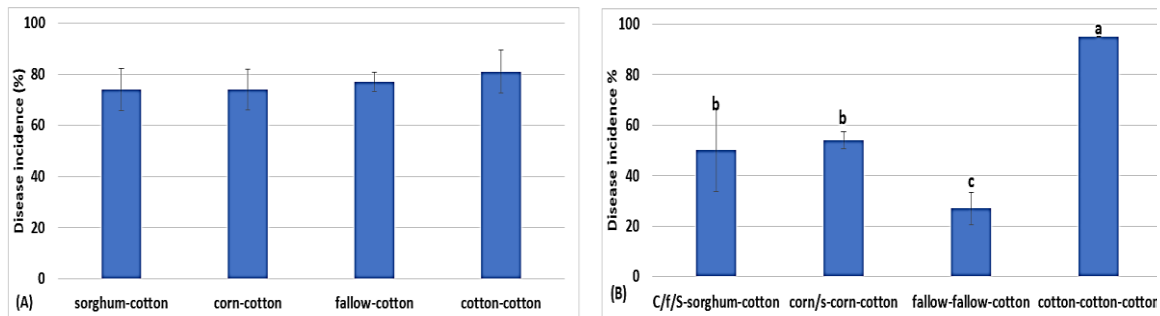 Disease incidence (%)
100
80
60
40
20
0
sorghum-cotton
corn-cotton
fallow-cotton
cotton-cotton
(A)
Disease incidence %
100
80
60
40
20
0
b
b
c
a
C/f/S-sorghum-cotton
corn/s-corn-cotton
fallow-fallow-cotton
cotton-cotton-cotton
(B)